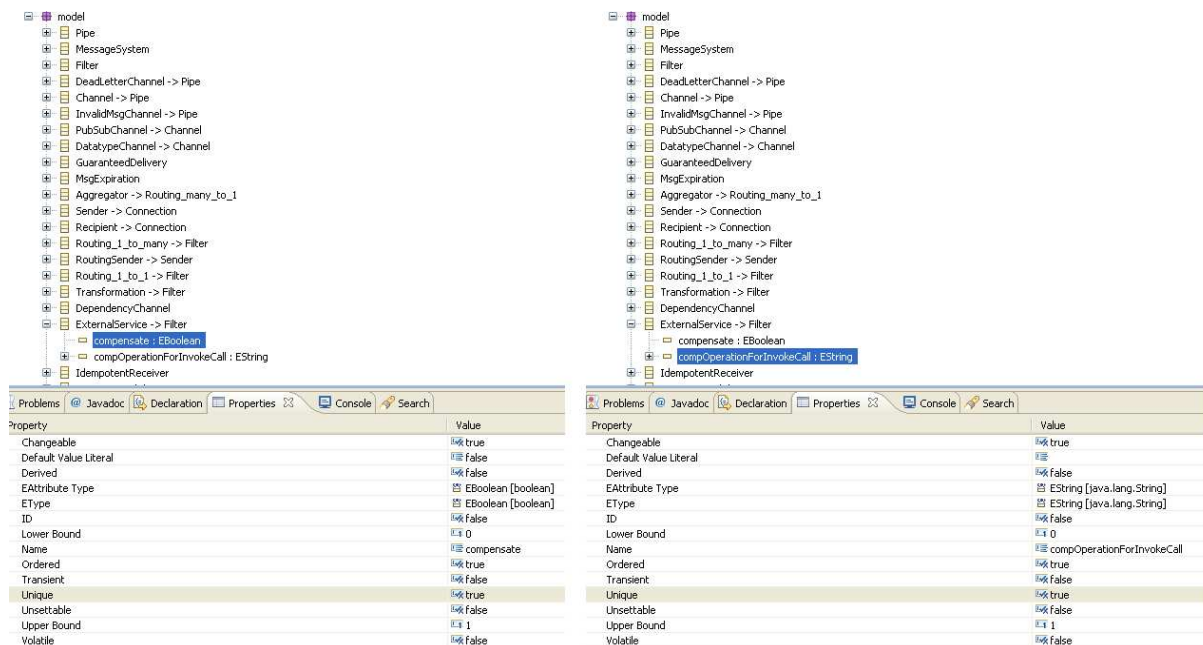 model
Pipe
MessageSystem
Filter
DeadLetterChannel -> Pipe
Channel -> Pipe
InvalidMsgChannel -> Pipe
PubSubChannel -> Channel
DatatypeChannel -> Channel
GuaranteedDelivery
MsgExpiration
Aggregator -> Routing_many_to_1
Sender -> Connection
Recipient -> Connection
Routing_1_to_many -> Filter
RoutingSender -> Sender
Routing_1_to_1 -> Filter
Transformation -> Filter
DependencyChannel
ExternalService -> Filter
compensate : EBoolean
compOperationForInvokeCall : EString
IdempotentReceiver
Problems @ Javadoc Declaration Properties Console Search
Property Value
Changeable true
Default Value Literal false
Derived false
EAttribute Type EBoolean [boolean]
EType EBoolean [boolean]
ID false
Lower Bound 0
Name compensate
Ordered true
Transient false
Unique true
Unsettable false
Upper Bound 1
Volatile false
model
Pipe
MessageSystem
Filter
DeadLetterChannel -> Pipe
Channel -> Pipe
InvalidMsgChannel -> Pipe
PubSubChannel -> Channel
DatatypeChannel -> Channel
GuaranteedDelivery
MsgExpiration
Aggregator -> Routing_many_to_1
Sender -> Connection
Recipient -> Connection
Routing_1_to_many -> Filter
RoutingSender -> Sender
Routing_1_to_1 -> Filter
Transformation -> Filter
DependencyChannel
ExternalService -> Filter
compensate : EBoolean
compOperationForInvokeCall : EString
IdempotentReceiver
Problems @ Javadoc Declaration Properties Console Search
Property Value
Changeable true
Default Value Literal
Derived false
EAttribute Type EString [java.lang.String]
EType EString [java.lang.String]
ID false
Lower Bound 0
Name compOperationForInvokeCall
Ordered true
Transient false
Unique true
Unsettable false
Upper Bound 1
Volatile false